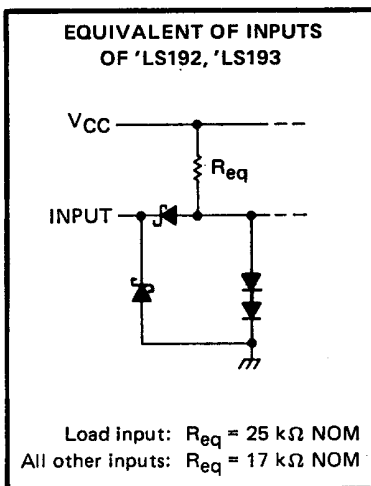 EQUIVALENT OF INPUTS
OF 'LS192, 'LS193
VCC
Req
INPUT
Load input: Req = 25 kΩ NOM
All other inputs: Req = 17 kΩ NOM